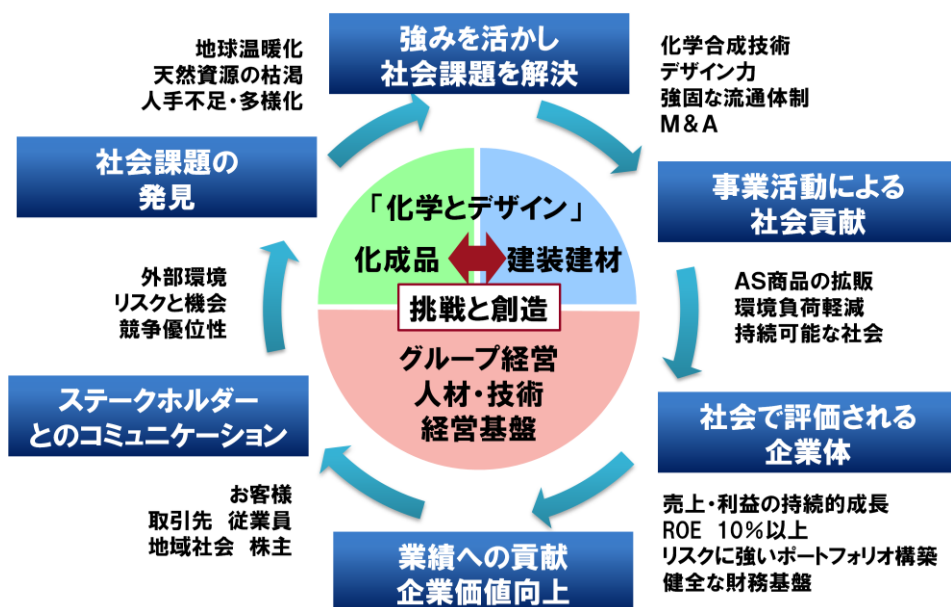 強みを活かし
社会課題を解決
化学合成技術
デザイン力
強固な流通体制
M&A
事業活動による
社会貢献
AS商品の拡販
環境負荷軽減
持続可能な社会
社会で評価される
企業体
売上・利益の持続的成長
ROE 10%以上
リスクに強いポートフォリオ構築
健全な財務基盤
業績への貢献
企業価値向上
お客様
取引先 従業員
地域社会 株主
ステークホルダー
とのコミュニケーション
外部環境
リスクと機会
競争優位性
社会課題の
発見
地球温暖化
天然資源の枯渇
人手不足・多様化
「化学とデザイン」
化成品 建装建材
挑戦と創造
グループ経営
人材・技術
経営基盤